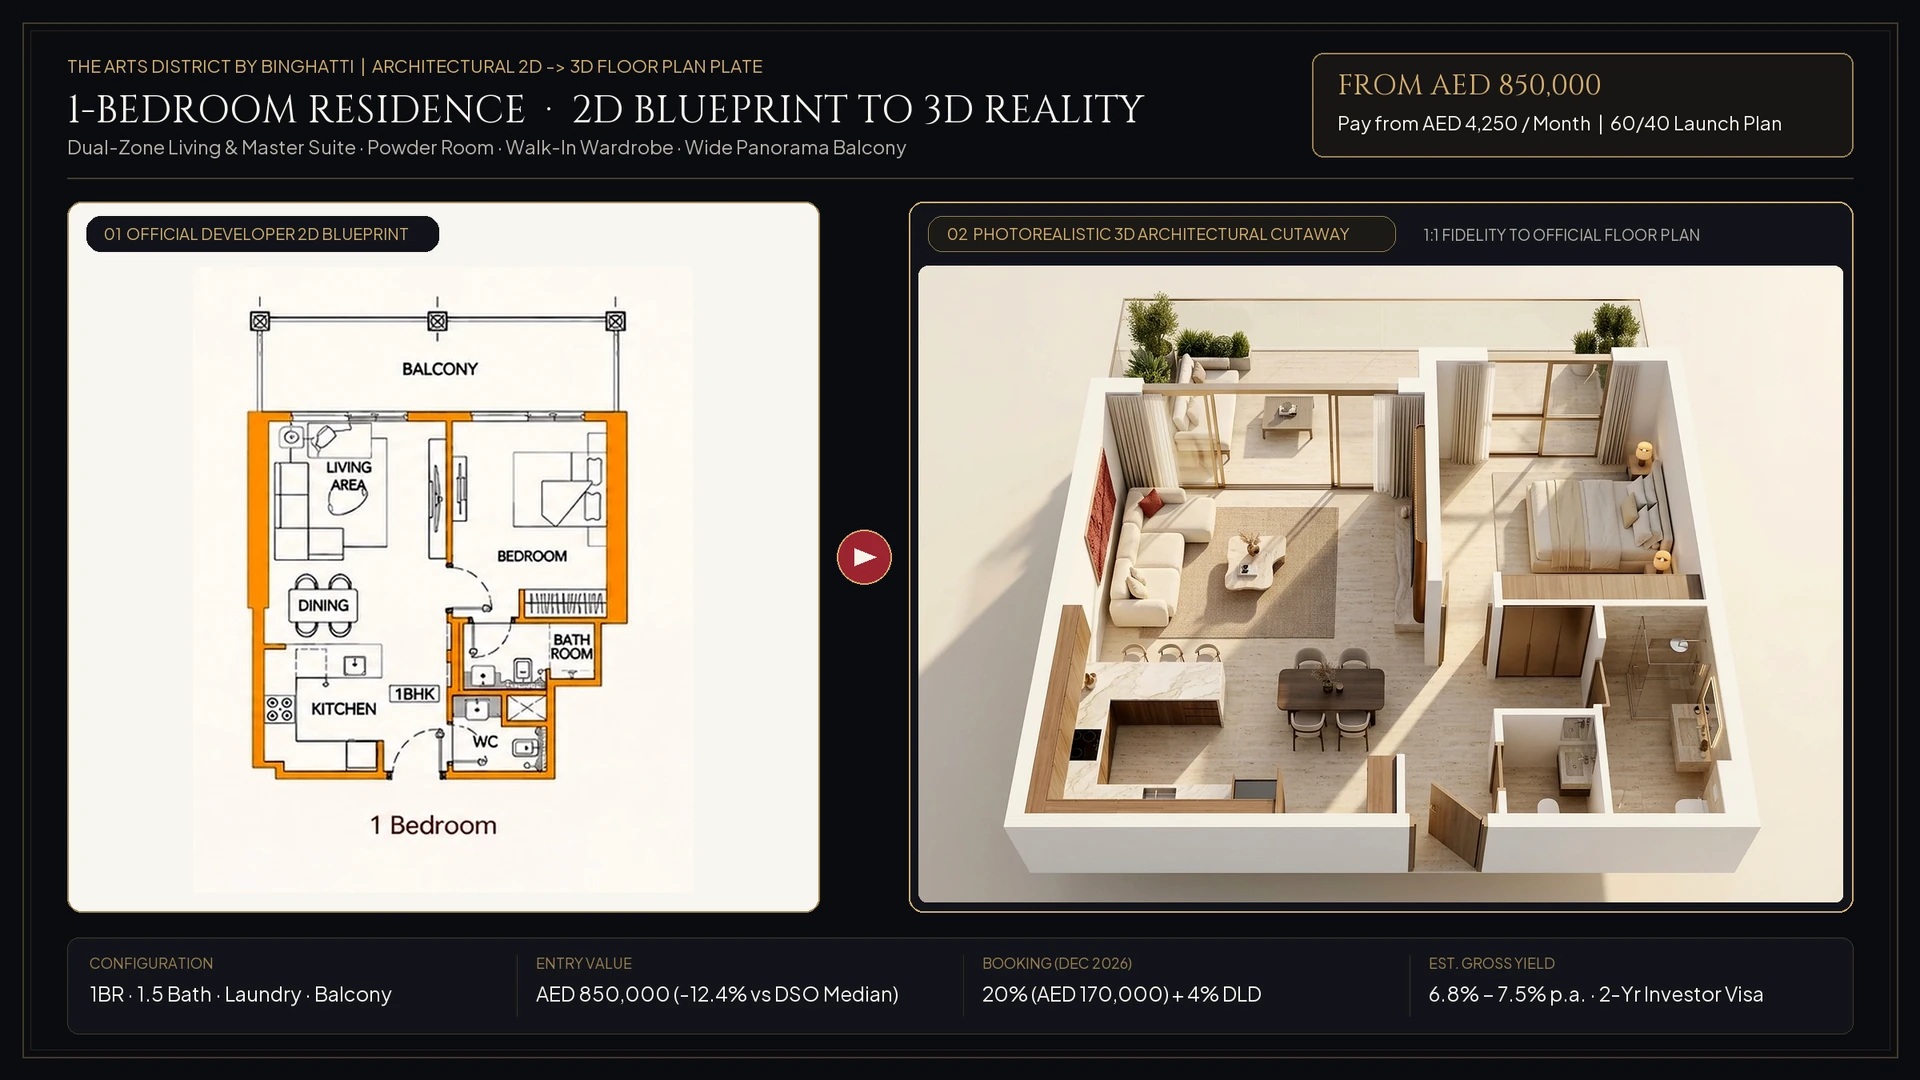 THE ARTS DISTRICT BY BINGHATTI | ARCHITECTURAL 2D -> 3D FLOOR PLAN PLATE
1-BEDROOM RESIDENCE · 2D BLUEPRINT TO 3D REALITY
Dual-Zone Living & Master Suite · Powder Room · Walk-In Wardrobe · Wide Panorama Balcony
FROM AED 850,000
Pay from AED 4,250 / Month | 60/40 Launch Plan
01 OFFICIAL DEVELOPER 2D BLUEPRINT
BALCONY
LIVING
AREA
BEDROOM
DINING
BATH
ROOM
1BHK
KITCHEN
WC
1 Bedroom
02 PHOTOREALISTIC 3D ARCHITECTURAL CUTAWAY
1:1 FIDELITY TO OFFICIAL FLOOR PLAN
CONFIGURATION
1BR · 1.5 Bath · Laundry · Balcony
ENTRY VALUE
AED 850,000 (-12.4% vs DSO Median)
BOOKING (DEC 2026)
20% (AED 170,000) + 4% DLD
EST. GROSS YIELD
6.8% – 7.5% p.a. · 2-Yr Investor Visa